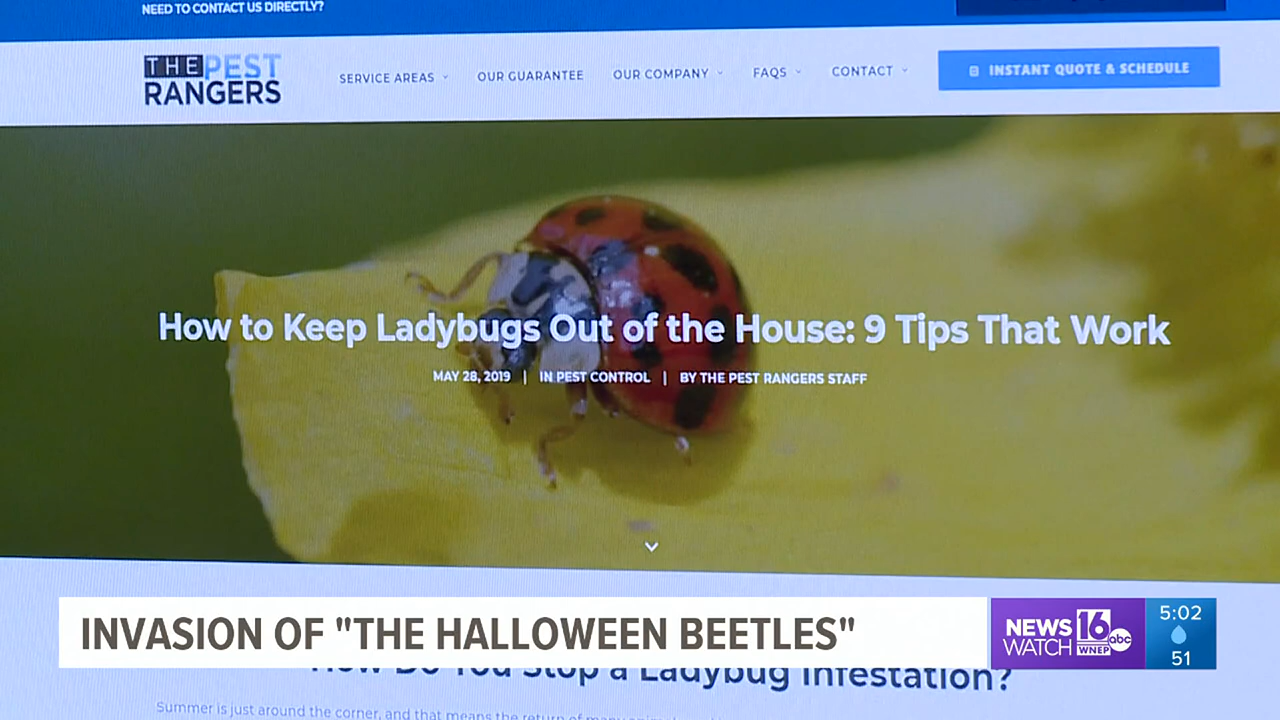 NEED TO CONTACT US DIRECTLY?
THE PEST
RANGERS
SERVICE AREAS
OUR GUARANTEE
OUR COMPANY
FAQS
CONTACT
INSTANT QUOTE & SCHEDULE
How to Keep Ladybugs Out of the House: 9 Tips That Work
MAY 28, 2019 | IN PEST CONTROL | BY THE PEST RANGERS STAFF
INVASION OF "THE HALLOWEEN BEETLES"
NEWS
WATCH
16
WNEP
abc
5:02
51
How Do You Stop a Ladybug Infestation?
Summer is just around the corner, and that means the return of many